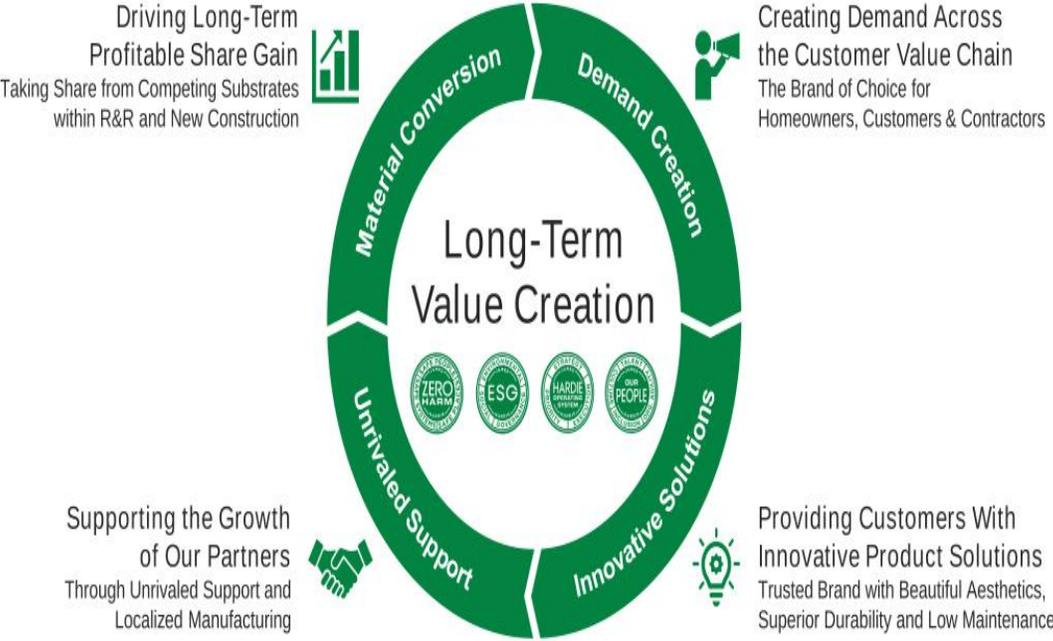 Driving Long-Term
Profitable Share Gain
Taking Share from Competing Substrates
within R&R and New Construction
Creating Demand Across
the Customer Value Chain
The Brand of Choice for
Homeowners, Customers & Contractors
Material Conversion
Demand Creation
Long-Term
Value Creation
ZERO
HARM
ESG
HARDIE
OPERATING
SYSTEM
OUR
PEOPLE
Unrivaled Support
Innovative Solutions
Supporting the Growth
of Our Partners
Through Unrivaled Support and
Localized Manufacturing
Providing Customers With
Innovative Product Solutions
Trusted Brand with Beautiful Aesthetics,
Superior Durability and Low Maintenance